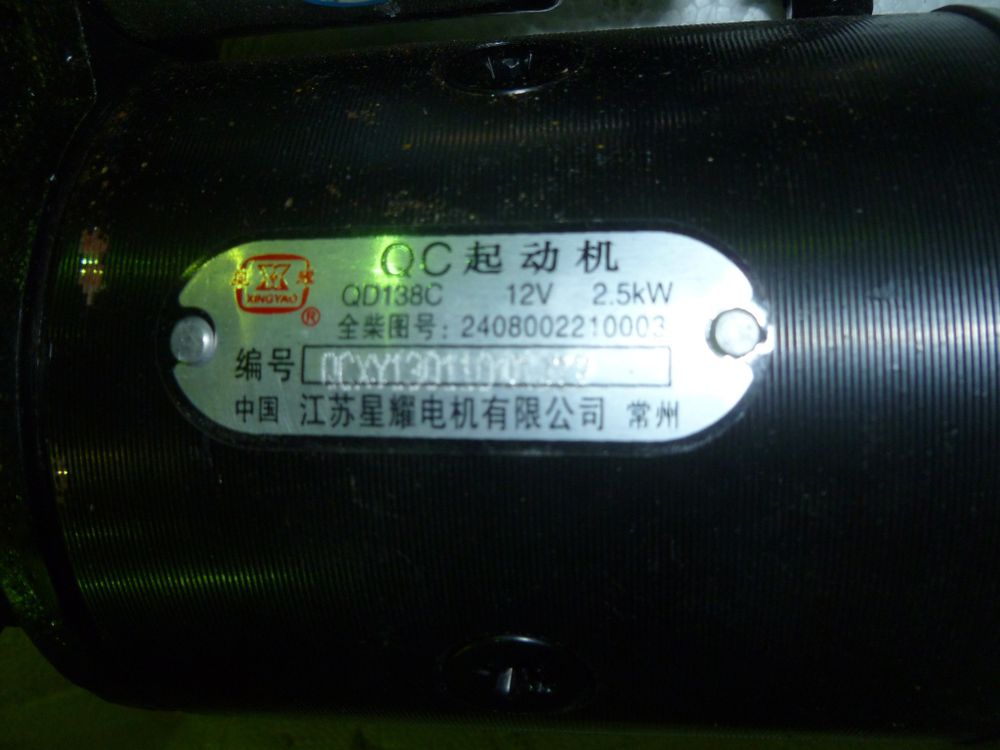 QC起动机
XINGYAO
®
QD138C 12V 2.5kW
全柴图号：2408002210003
编号
中国 江苏星耀电机有限公司 常州